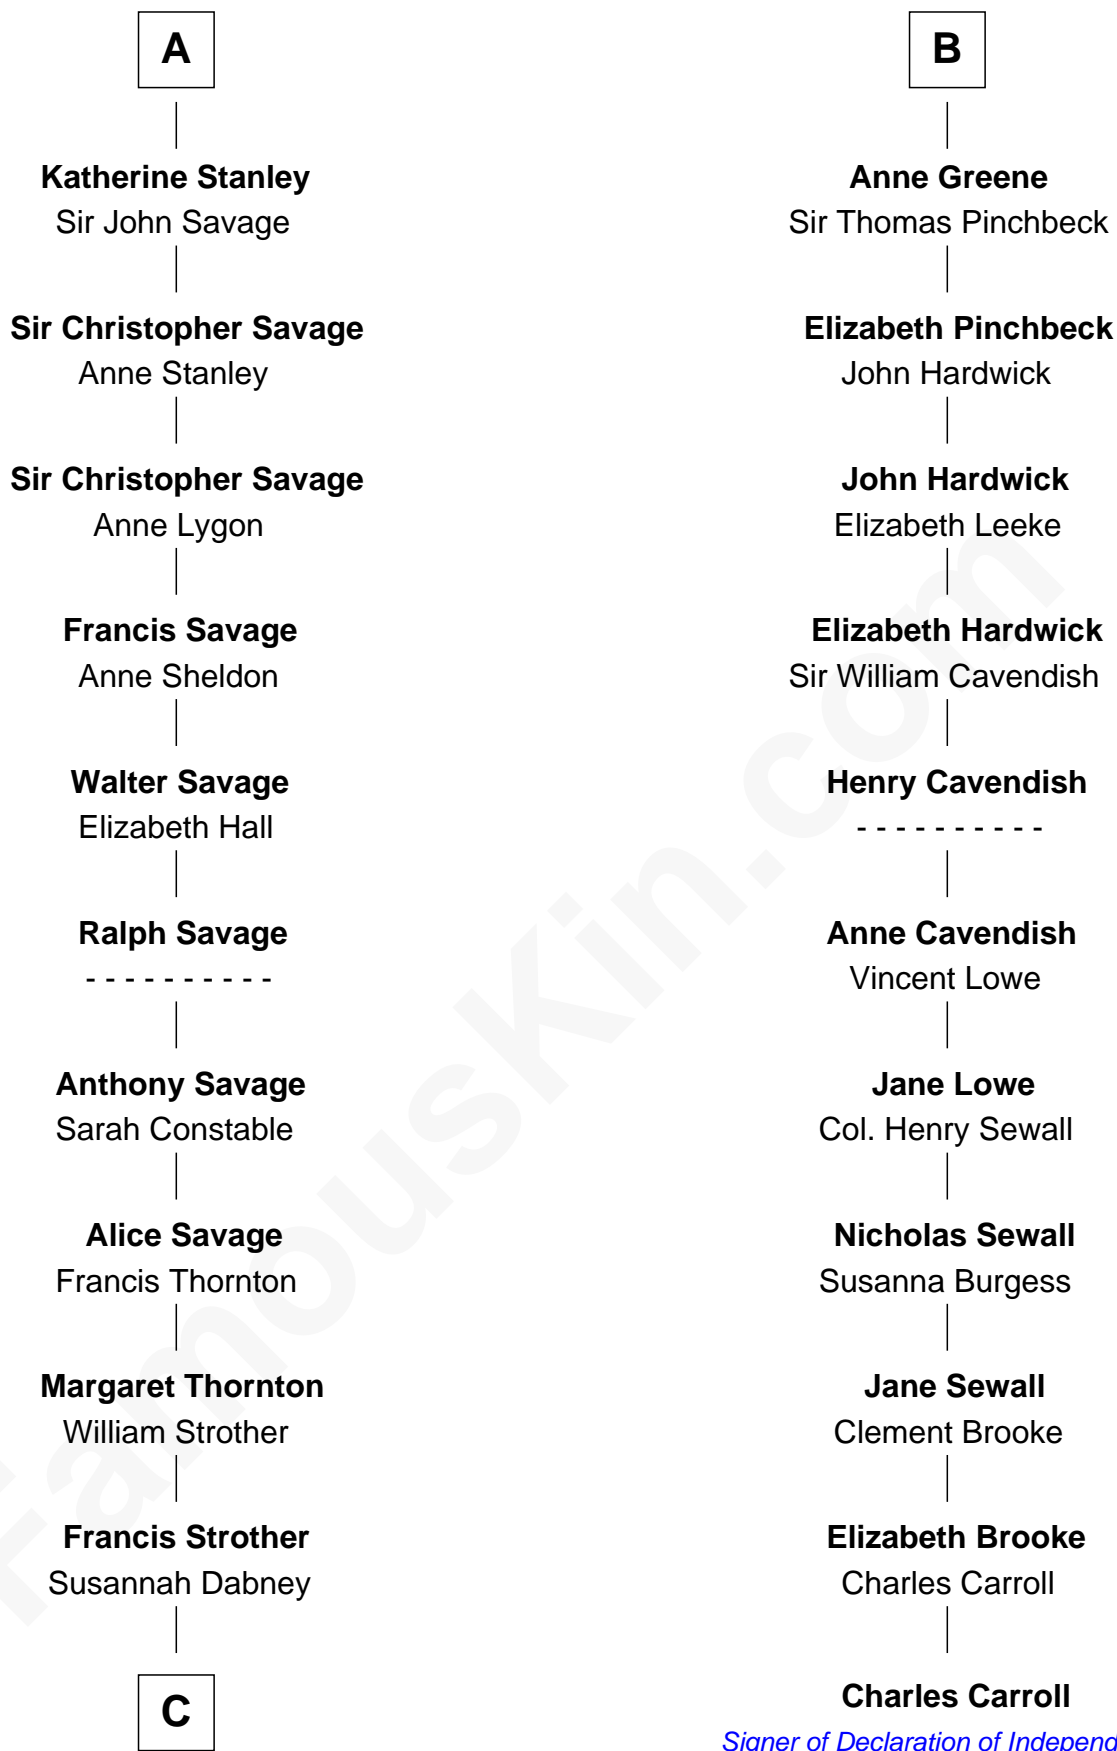 A
Katherine Stanley
Sir John Savage
Sir Christopher Savage
Anne Stanley
Sir Christopher Savage
Anne Lygon
Francis Savage
Anne Sheldon
Walter Savage
Elizabeth Hall
Ralph Savage
- - - - - - - - - -
Anthony Savage
Sarah Constable
Alice Savage
Francis Thornton
Margaret Thornton
William Strother
Francis Strother
Susannah Dabney
C
B
Anne Greene
Sir Thomas Pinchbeck
Elizabeth Pinchbeck
John Hardwick
John Hardwick
Elizabeth Leeke
Elizabeth Hardwick
Sir William Cavendish
Henry Cavendish
- - - - - - - - - -
Anne Cavendish
Vincent Lowe
Jane Lowe
Col. Henry Sewall
Nicholas Sewall
Susanna Burgess
Jane Sewall
Clement Brooke
Elizabeth Brooke
Charles Carroll
Charles Carroll
Signer of Declaration of Independ
FamousKin.com